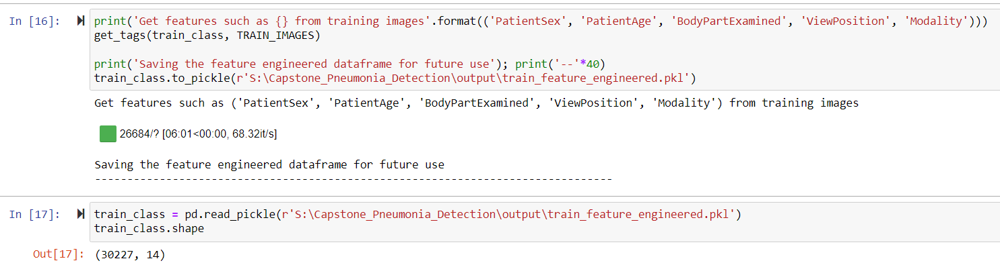 In [16]:
print('Get features such as {} from training images'.format(('PatientSex', 'PatientAge', 'BodyPartExamined', 'ViewPosition', 'Modality')))
get_tags(train_class, TRAIN_IMAGES)
print('Saving the feature engineered dataframe for future use'); print('--'*40)
train_class.to_pickle(r'S:\Capstone_Pneumonia_Detection\output\train_feature_engineered.pkl')
Get features such as ('PatientSex', 'PatientAge', 'BodyPartExamined', 'ViewPosition', 'Modality') from training images
26684/? [06:01<00:00, 68.32it/s]
Saving the feature engineered dataframe for future use
--------------------------------------------------------------------------------
In [17]:
train_class = pd.read_pickle(r'S:\Capstone_Pneumonia_Detection\output\train_feature_engineered.pkl')
train_class.shape
Out[17]: (30227, 14)